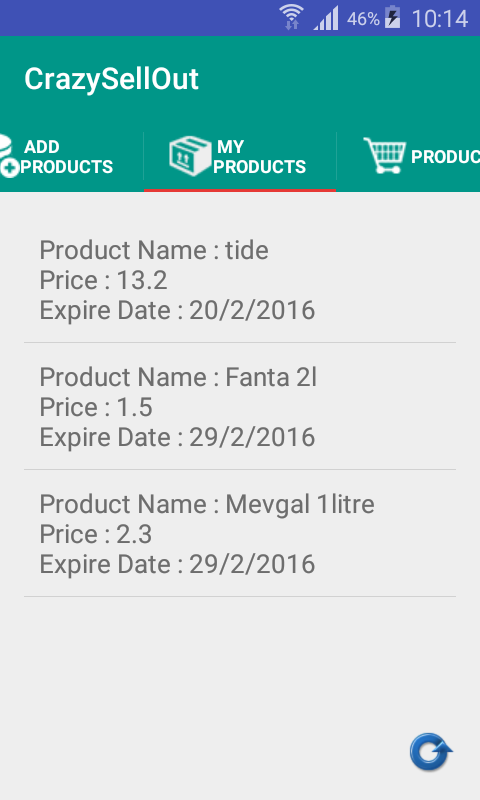 46% 10:14
CrazySellOut
ADD PRODUCTS
MY PRODUCTS
PRODUC
Product Name : tide
Price : 13.2
Expire Date : 20/2/2016
Product Name : Fanta 2l
Price : 1.5
Expire Date : 29/2/2016
Product Name : Mevgal 1litre
Price : 2.3
Expire Date : 29/2/2016